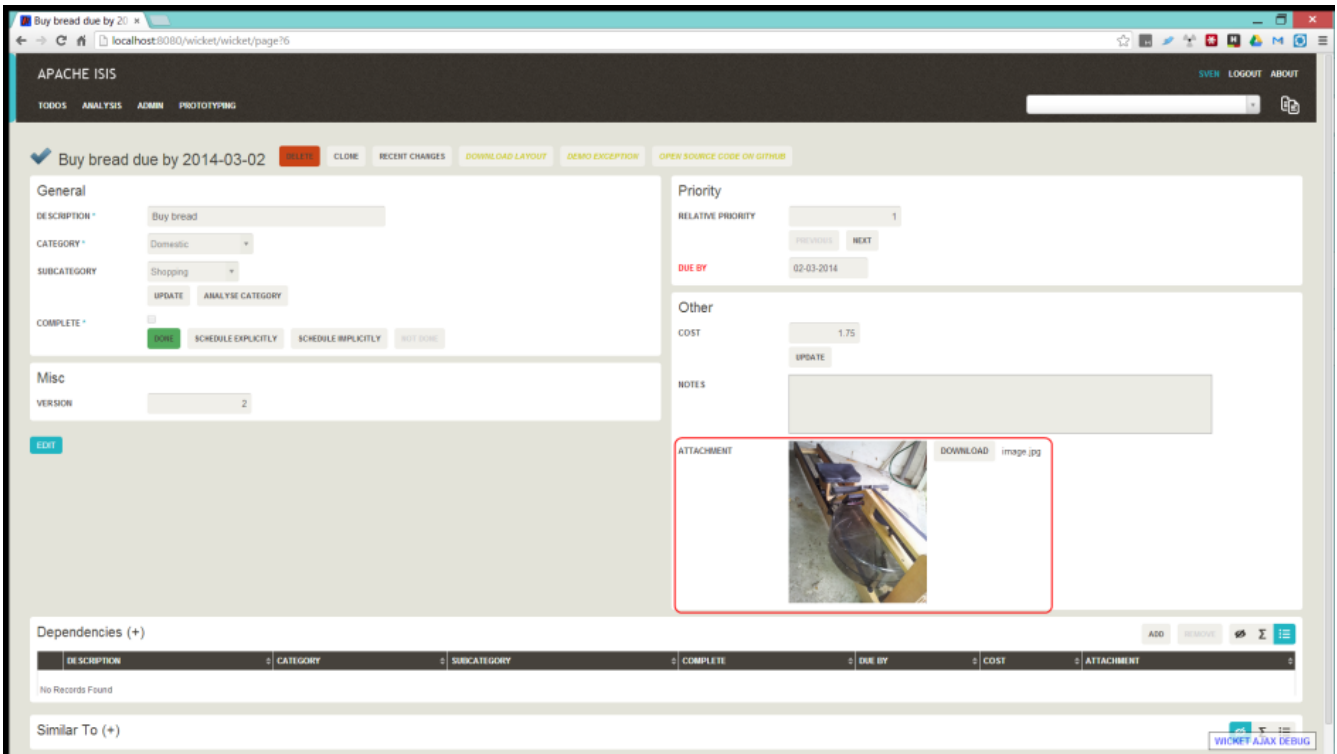 Buy bread due by 20
localhost:8080/wicket/wicket/page?6
APACHE ISIS
SVEN LOGOUT ABOUT
TODOS ANALYSIS ADMIN PROTOTYPING
Buy bread due by 2014-03-02 DELETE CLONE RECENT CHANGES DOWNLOAD LAYOUT DEMO EXCEPTION OPEN SOURCE CODE ON GITHUB
General
DESCRIPTION * Buy bread
CATEGORY * Domestic
SUBCATEGORY Shopping
UPDATE ANALYSE CATEGORY
COMPLETE *
DONE SCHEDULE EXPLICITLY SCHEDULE IMPLICITLY NOT DONE
Misc
VERSION 2
EDIT
Priority
RELATIVE PRIORITY 1
PREVIOUS NEXT
DUE BY 02-03-2014
Other
COST 1.75
UPDATE
NOTES
ATTACHMENT DOWNLOAD image.jpg
Dependencies (+) ADD REMOVE Σ
DESCRIPTION CATEGORY SUBCATEGORY COMPLETE DUE BY COST ATTACHMENT
No Records Found
Similar To (+) Σ
WICKET AJAX DEBUG